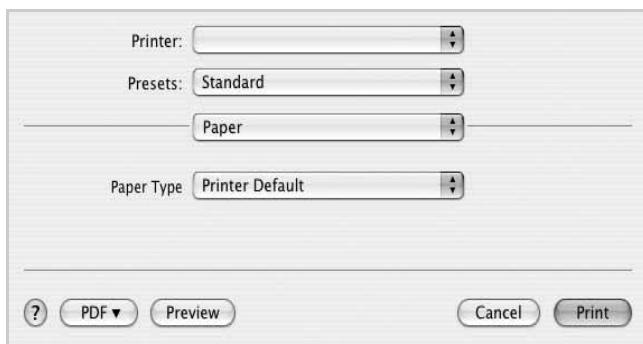 Printer:
Presets: Standard
Paper
Paper Type Printer Default
? PDF▼ Preview Cancel Print